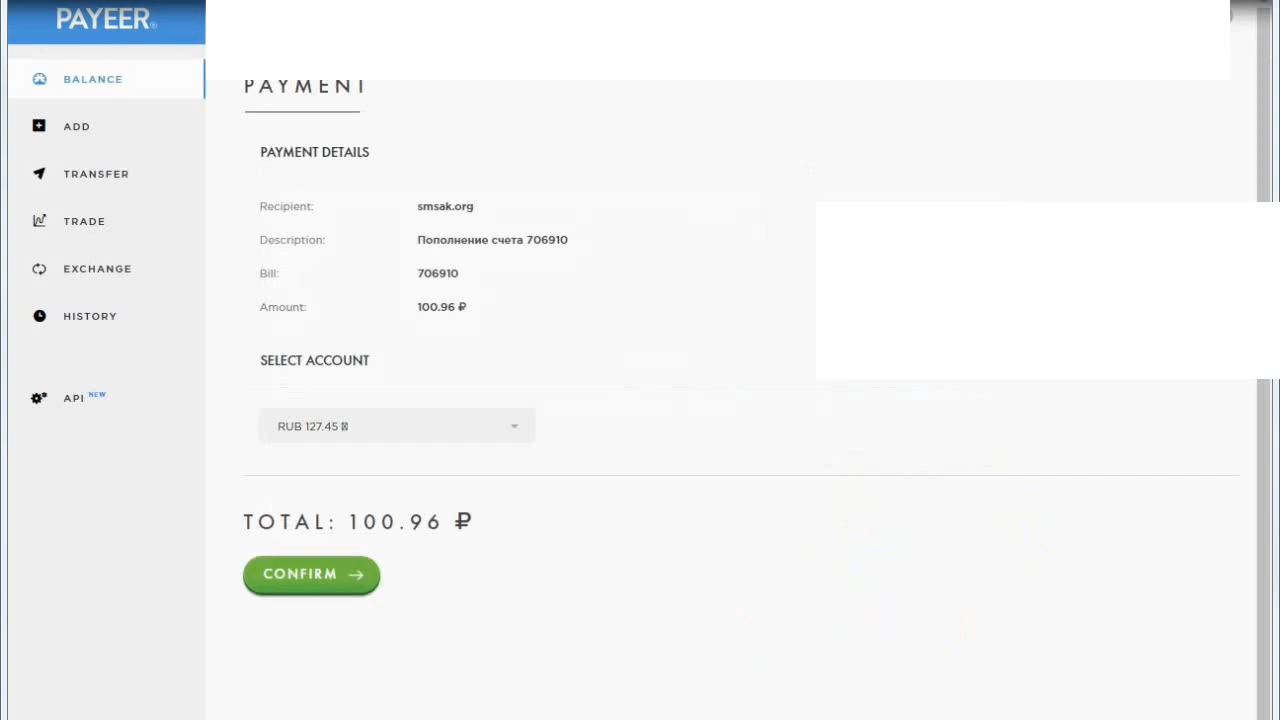 PAYEER®
BALANCE
ADD
TRANSFER
TRADE
EXCHANGE
HISTORY
API NEW
PAYMENT
PAYMENT DETAILS
Recipient: smsak.org
Description: Пополнение счета 706910
Bill: 706910
Amount: 100.96 ₽
SELECT ACCOUNT
RUB 127.45
TOTAL: 100.96 ₽
CONFIRM →